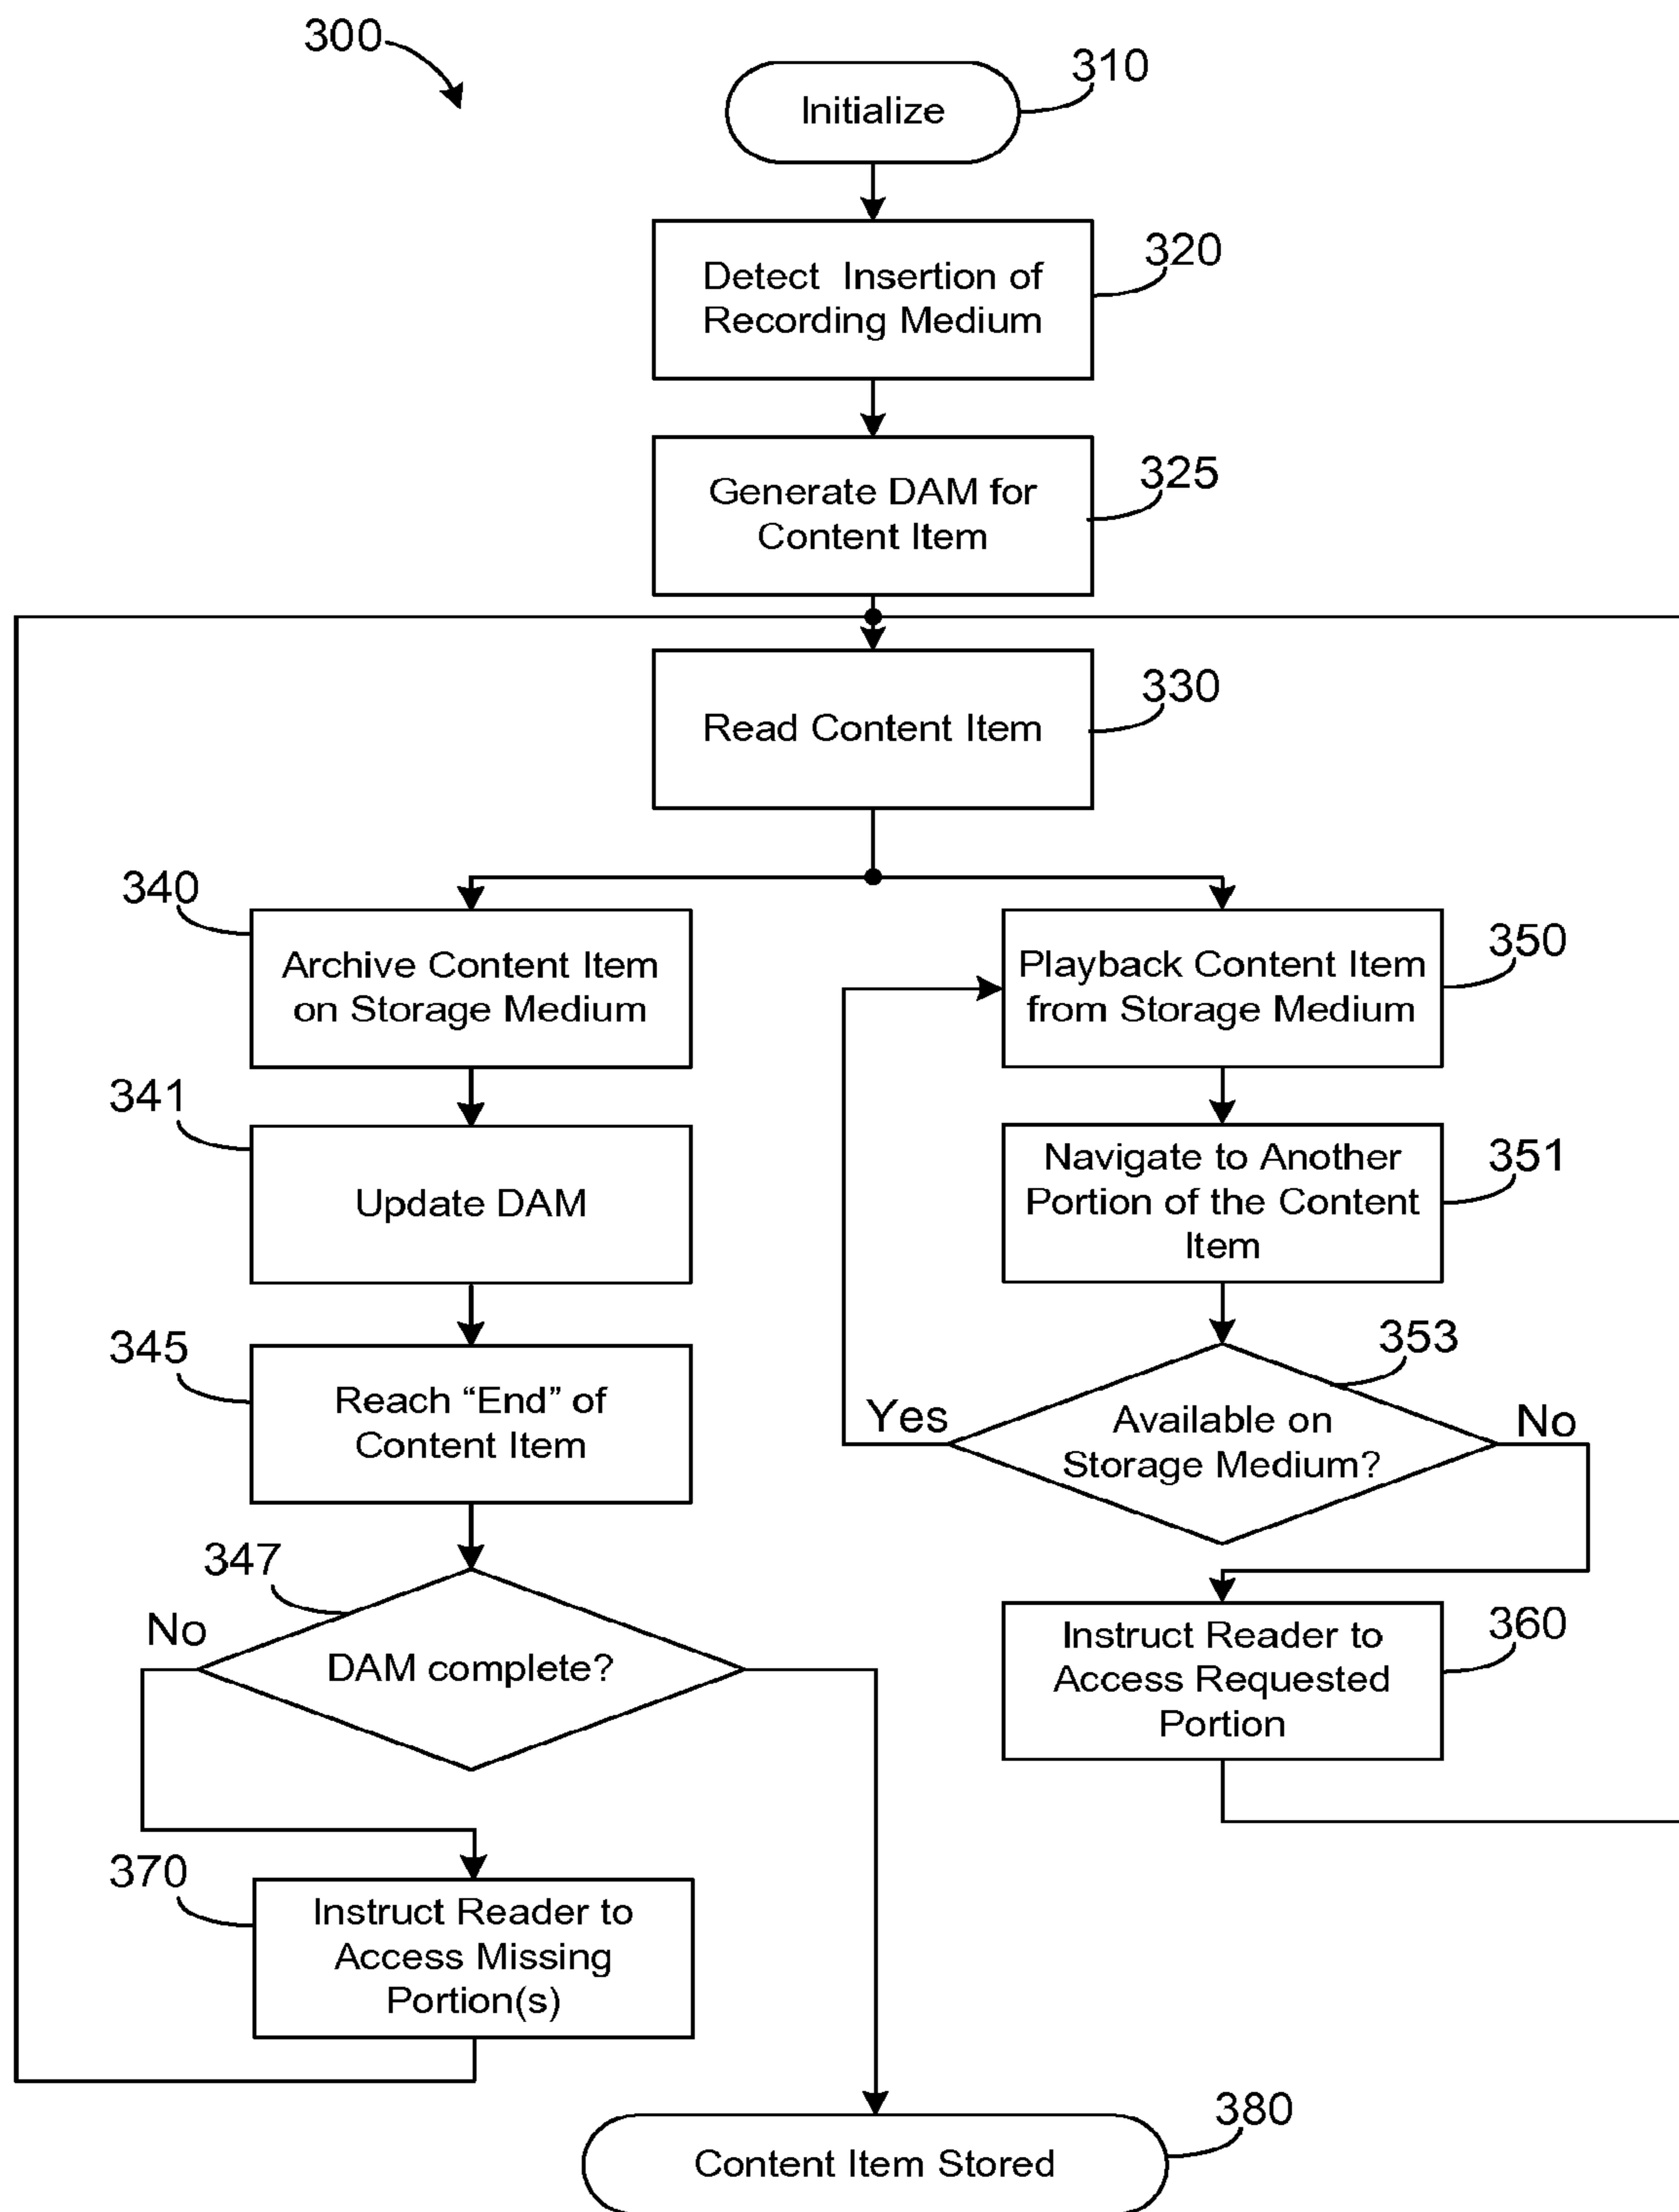 300
310
Initialize
320
Detect Insertion of
Recording Medium
325
Generate DAM for
Content Item
330
Read Content Item
340
Archive Content Item
on Storage Medium
350
Playback Content Item
from Storage Medium
341
Update DAM
351
Navigate to Another
Portion of the Content
Item
345
Reach “End” of
Content Item
353
Available on
Storage Medium?
Yes
No
347
DAM complete?
No
360
Instruct Reader to
Access Requested
Portion
370
Instruct Reader to
Access Missing
Portion(s)
380
Content Item Stored